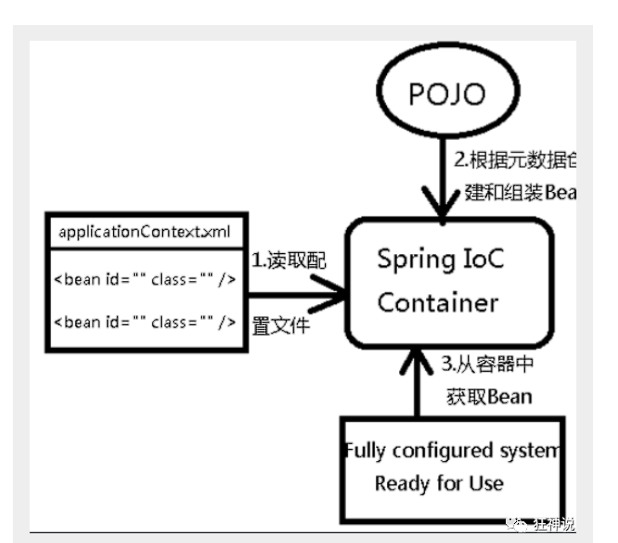 POJO
2.根据元数据创
建和组装Bea
applicationContext.xml
<bean id="" class="" />
<bean id="" class="" />
1.读取配
置文件
Spring IoC
Container
3.从容器中
获取Bean
Fully configured system
Ready for Use
狂神说